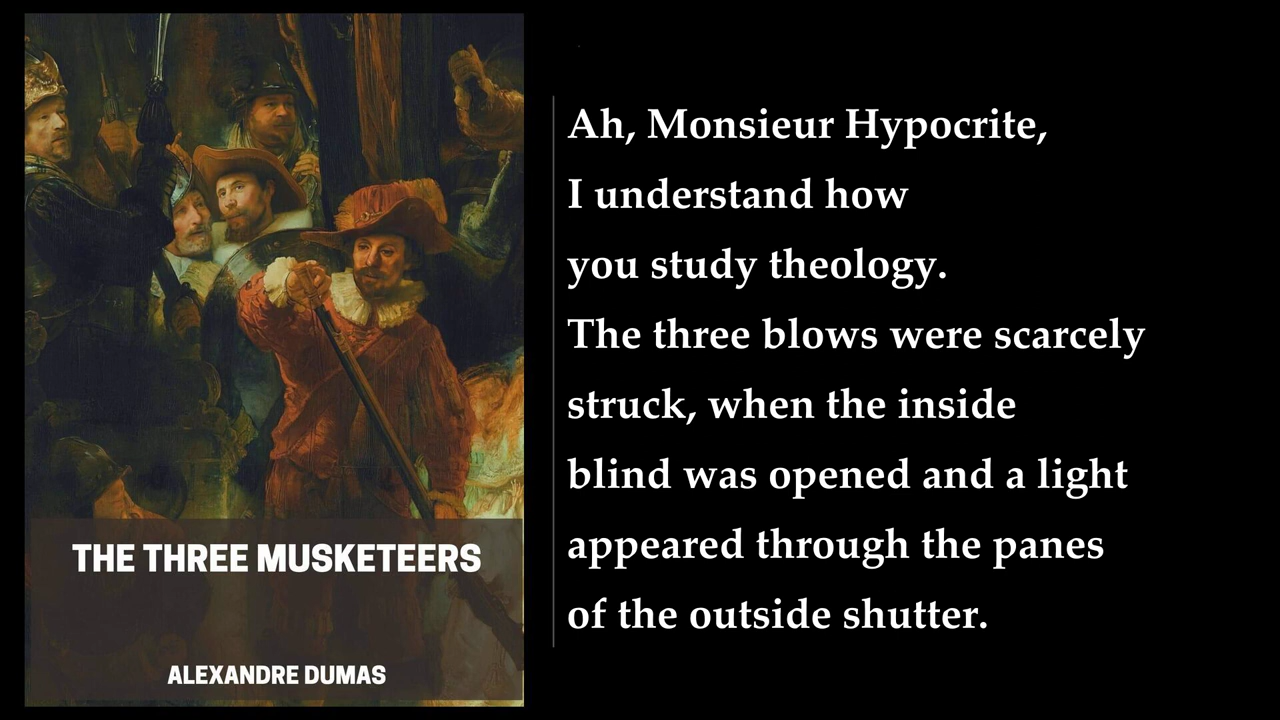 THE THREE MUSKETEERS
ALEXANDRE DUMAS
Ah, Monsieur Hypocrite,
I understand how
you study theology.
The three blows were scarcely
struck, when the inside
blind was opened and a light
appeared through the panes
of the outside shutter.